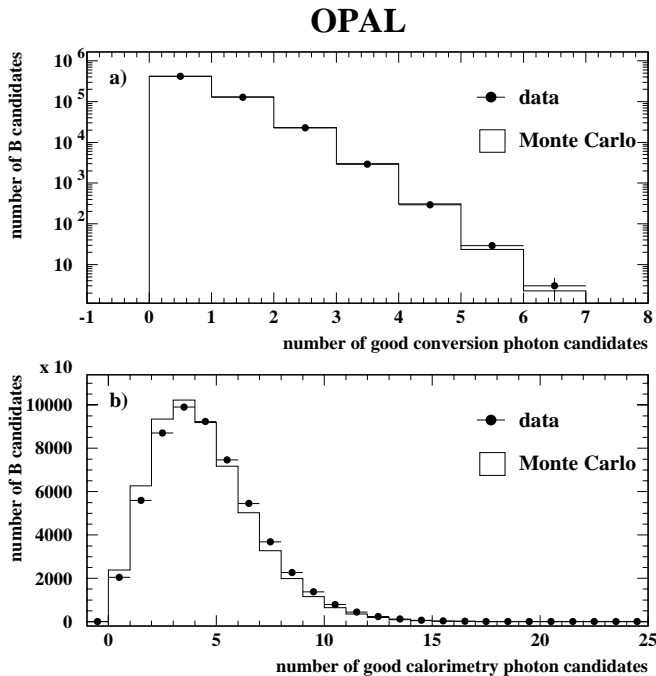 OPAL
number of B candidates
10^6
10^5
10^4
10^3
10^2
10
a)
data
Monte Carlo
-1 0 1 2 3 4 5 6 7 8
number of good conversion photon candidates
x 10
number of B candidates
10000
8000
6000
4000
2000
0
b)
data
Monte Carlo
0 5 10 15 20 25
number of good calorimetry photon candidates